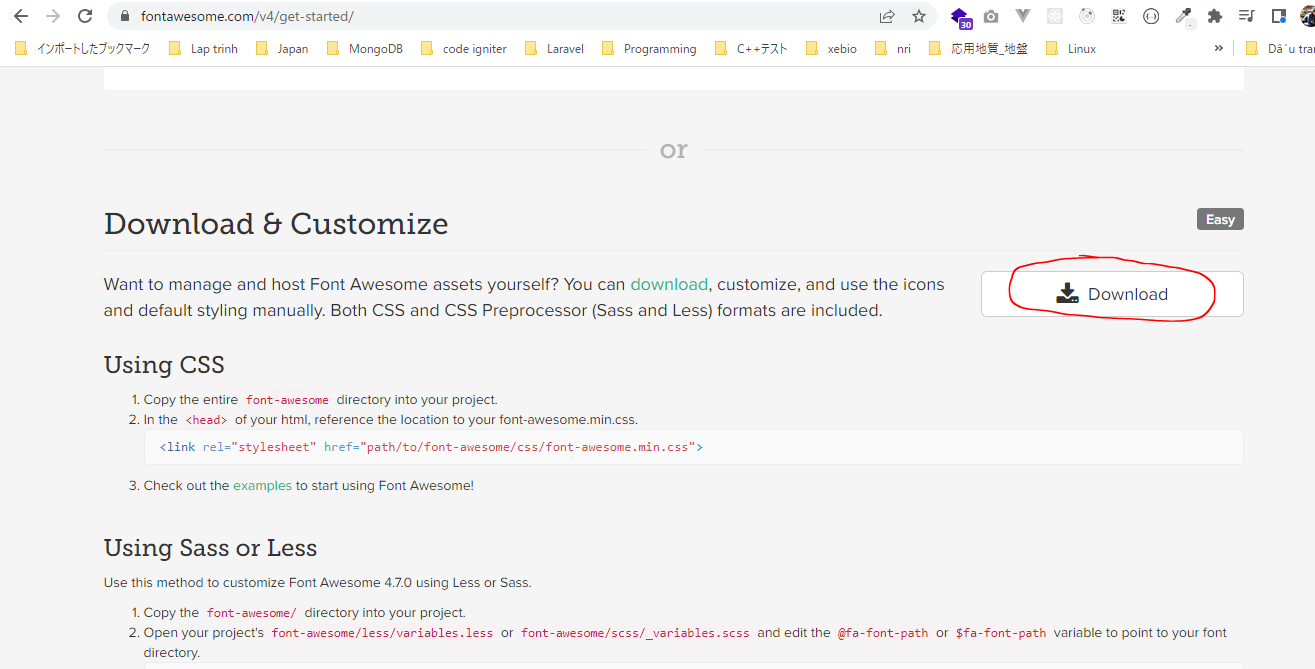 fontawesome.com/v4/get-started/
30
インポートしたブックマーク Lap trinh Japan MongoDB code igniter Laravel Programming C++テスト xebio nri 応用地質_地盤 Linux » Dấu tran
or
Download & Customize
Easy
Want to manage and host Font Awesome assets yourself? You can download, customize, and use the icons
and default styling manually. Both CSS and CSS Preprocessor (Sass and Less) formats are included.
Download
Using CSS
1. Copy the entire font-awesome directory into your project.
2. In the <head> of your html, reference the location to your font-awesome.min.css.
<link rel="stylesheet" href="path/to/font-awesome/css/font-awesome.min.css">
3. Check out the examples to start using Font Awesome!
Using Sass or Less
Use this method to customize Font Awesome 4.7.0 using Less or Sass.
1. Copy the font-awesome/ directory into your project.
2. Open your project's font-awesome/less/variables.less or font-awesome/scss/_variables.scss and edit the @fa-font-path or $fa-font-path variable to point to your font
directory.